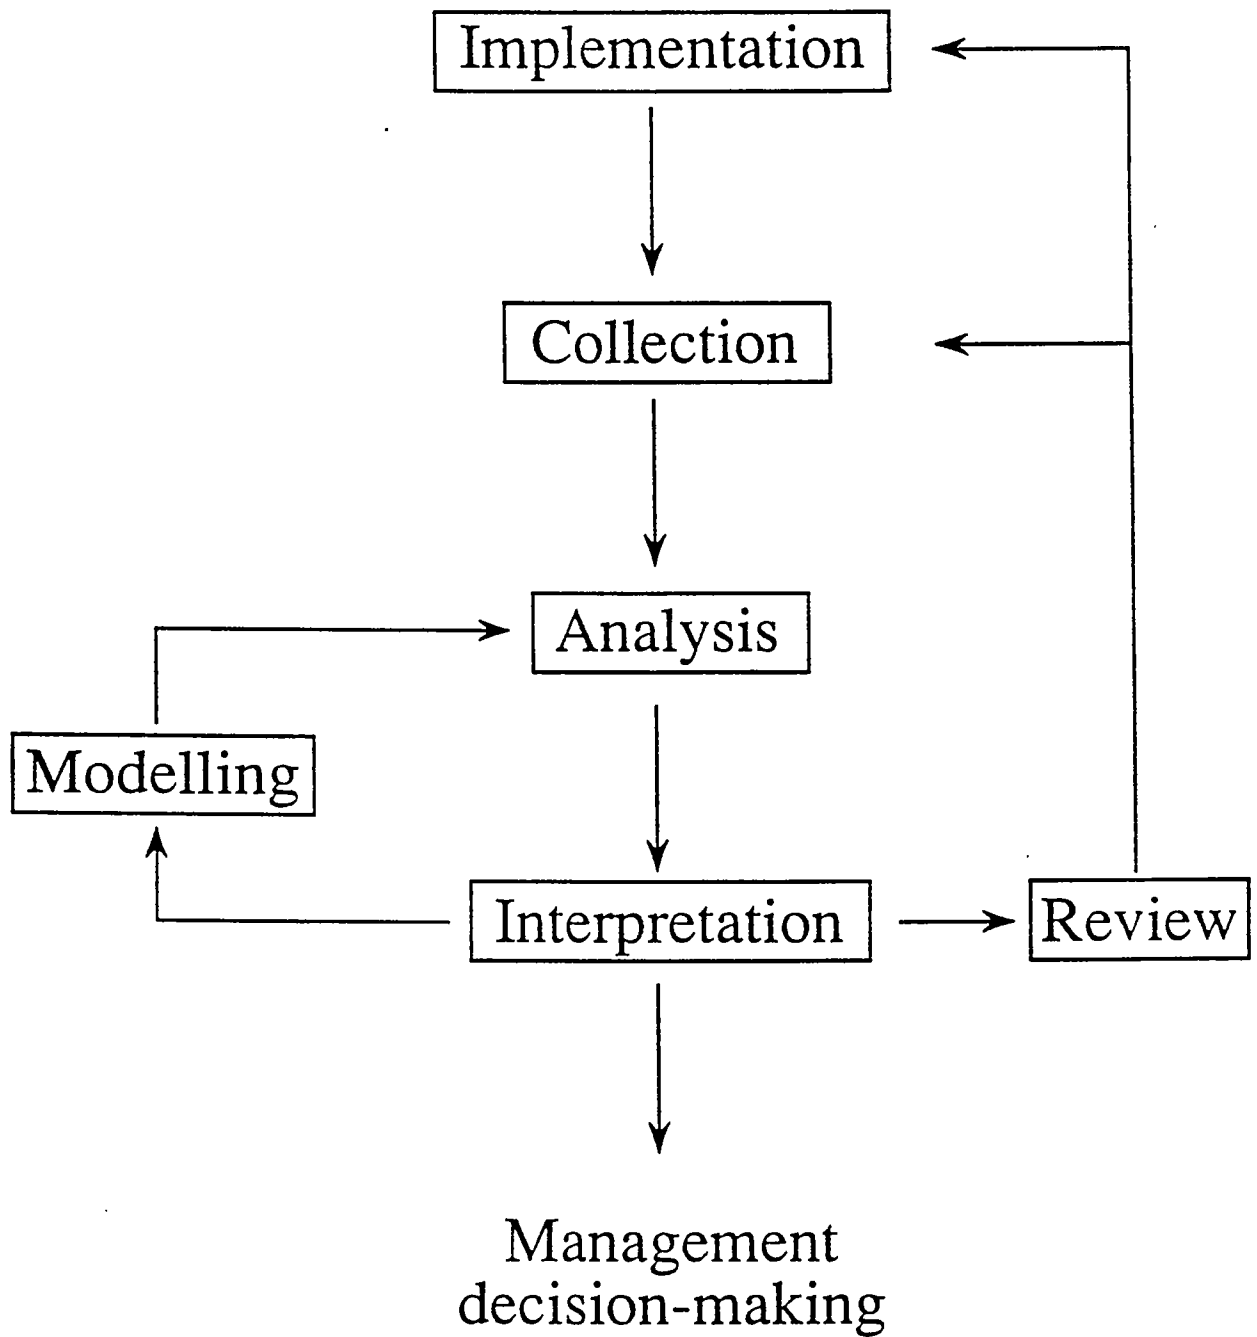 Implementation
Collection
Analysis
Modelling
Interpretation
Review
Management
decision-making